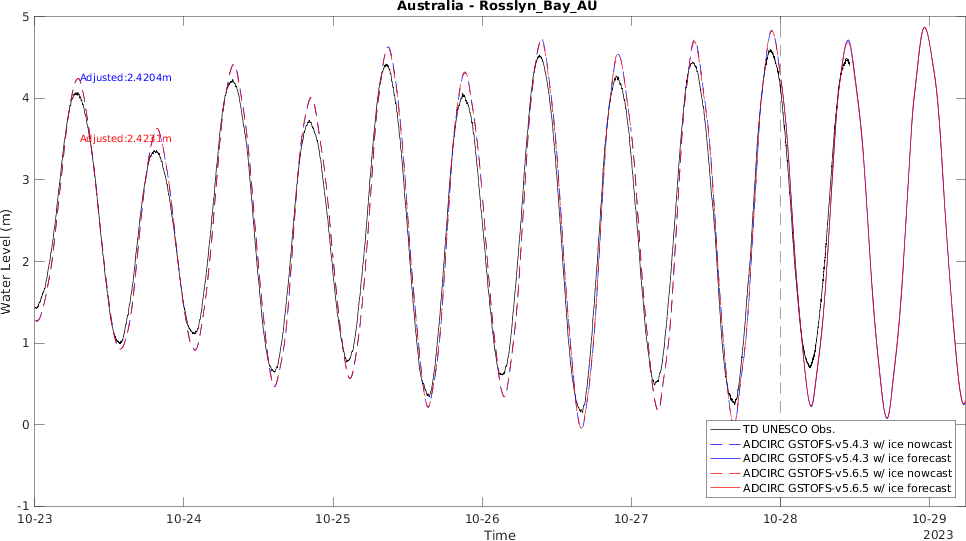 Australia - Rosslyn_Bay_AU
5
4
3
2
1
0
-1
Water Level (m)
Adjusted:2.4204m
10-23
10-24
10-25
10-26
10-27
10-28
10-29
Time
2023
TD UNESCO Obs.
ADCIRC GSTOFS-v5.4.3 w/ ice nowcast
ADCIRC GSTOFS-v5.4.3 w/ ice forecast
ADCIRC GSTOFS-v5.6.5 w/ ice nowcast
ADCIRC GSTOFS-v5.6.5 w/ ice forecast